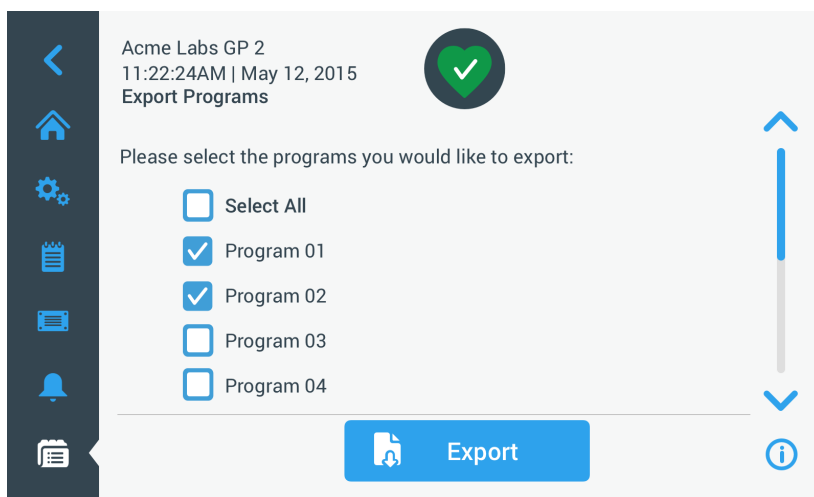 Acme Labs GP 2
11:22:24AM | May 12, 2015
Export Programs
Please select the programs you would like to export:
Select All
Program 01
Program 02
Program 03
Program 04
Export